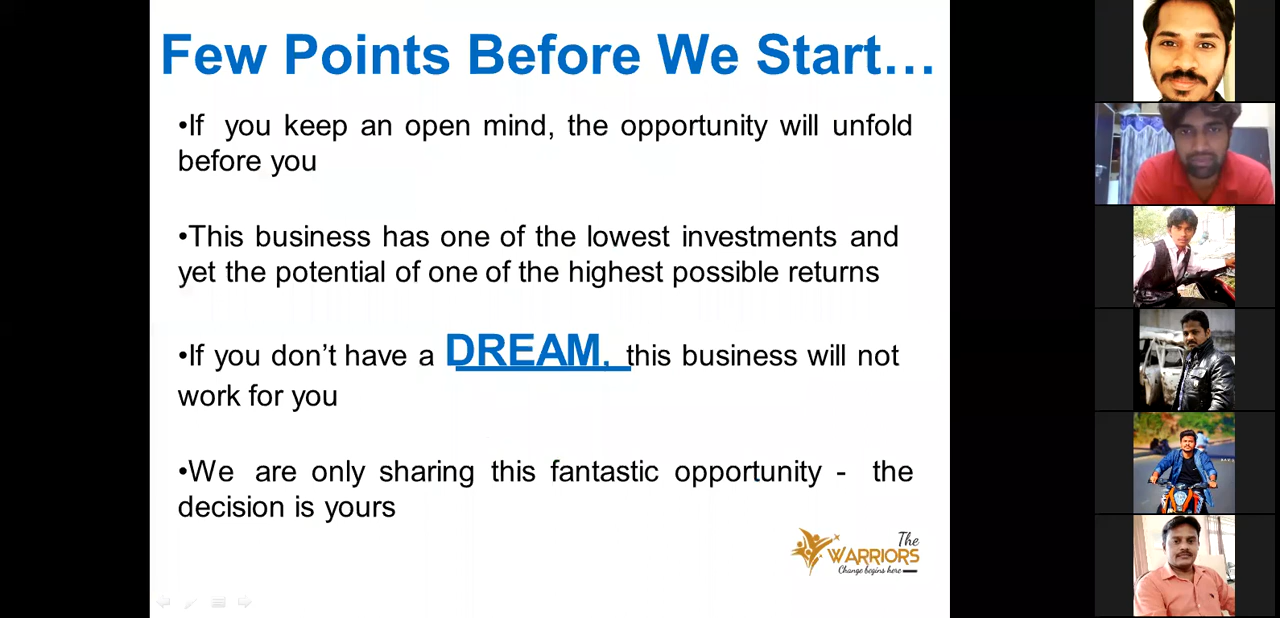 Few Points Before We Start...
•If you keep an open mind, the opportunity will unfold
before you
•This business has one of the lowest investments and
yet the potential of one of the highest possible returns
•If you don't have a DREAM, this business will not
work for you
•We are only sharing this fantastic opportunity - the
decision is yours
The
WARRIORS
Change begins here